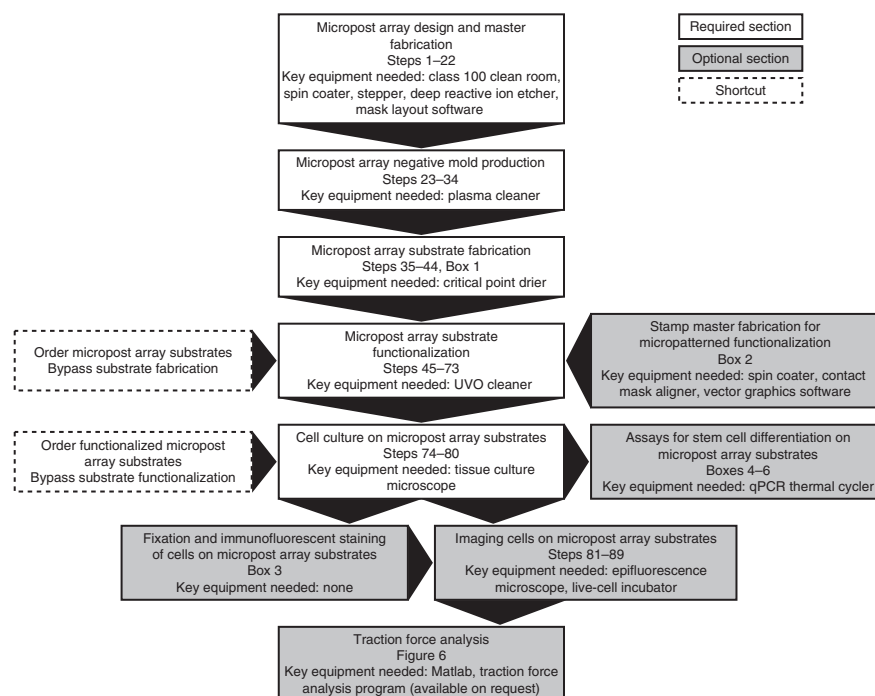 Micropost array design and master
fabrication
Steps 1–22
Key equipment needed: class 100 clean room,
spin coater, stepper, deep reactive ion etcher,
mask layout software
Required section
Optional section
Shortcut
Micropost array negative mold production
Steps 23–34
Key equipment needed: plasma cleaner
Micropost array substrate fabrication
Steps 35–44, Box 1
Key equipment needed: critical point drier
Order micropost array substrates
Bypass substrate fabrication
Micropost array substrate
functionalization
Steps 45–73
Key equipment needed: UVO cleaner
Stamp master fabrication for
micropatterned functionalization
Box 2
Key equipment needed: spin coater, contact
mask aligner, vector graphics software
Order functionalized micropost
array substrates
Bypass substrate functionalization
Cell culture on micropost array substrates
Steps 74–80
Key equipment needed: tissue culture
microscope
Assays for stem cell differentiation on
micropost array substrates
Boxes 4–6
Key equipment needed: qPCR thermal cycler
Fixation and immunofluorescent staining
of cells on micropost array substrates
Box 3
Key equipment needed: none
Imaging cells on micropost array substrates
Steps 81–89
Key equipment needed: epifluorescence
microscope, live-cell incubator
Traction force analysis
Figure 6
Key equipment needed: Matlab, traction force
analysis program (available on request)